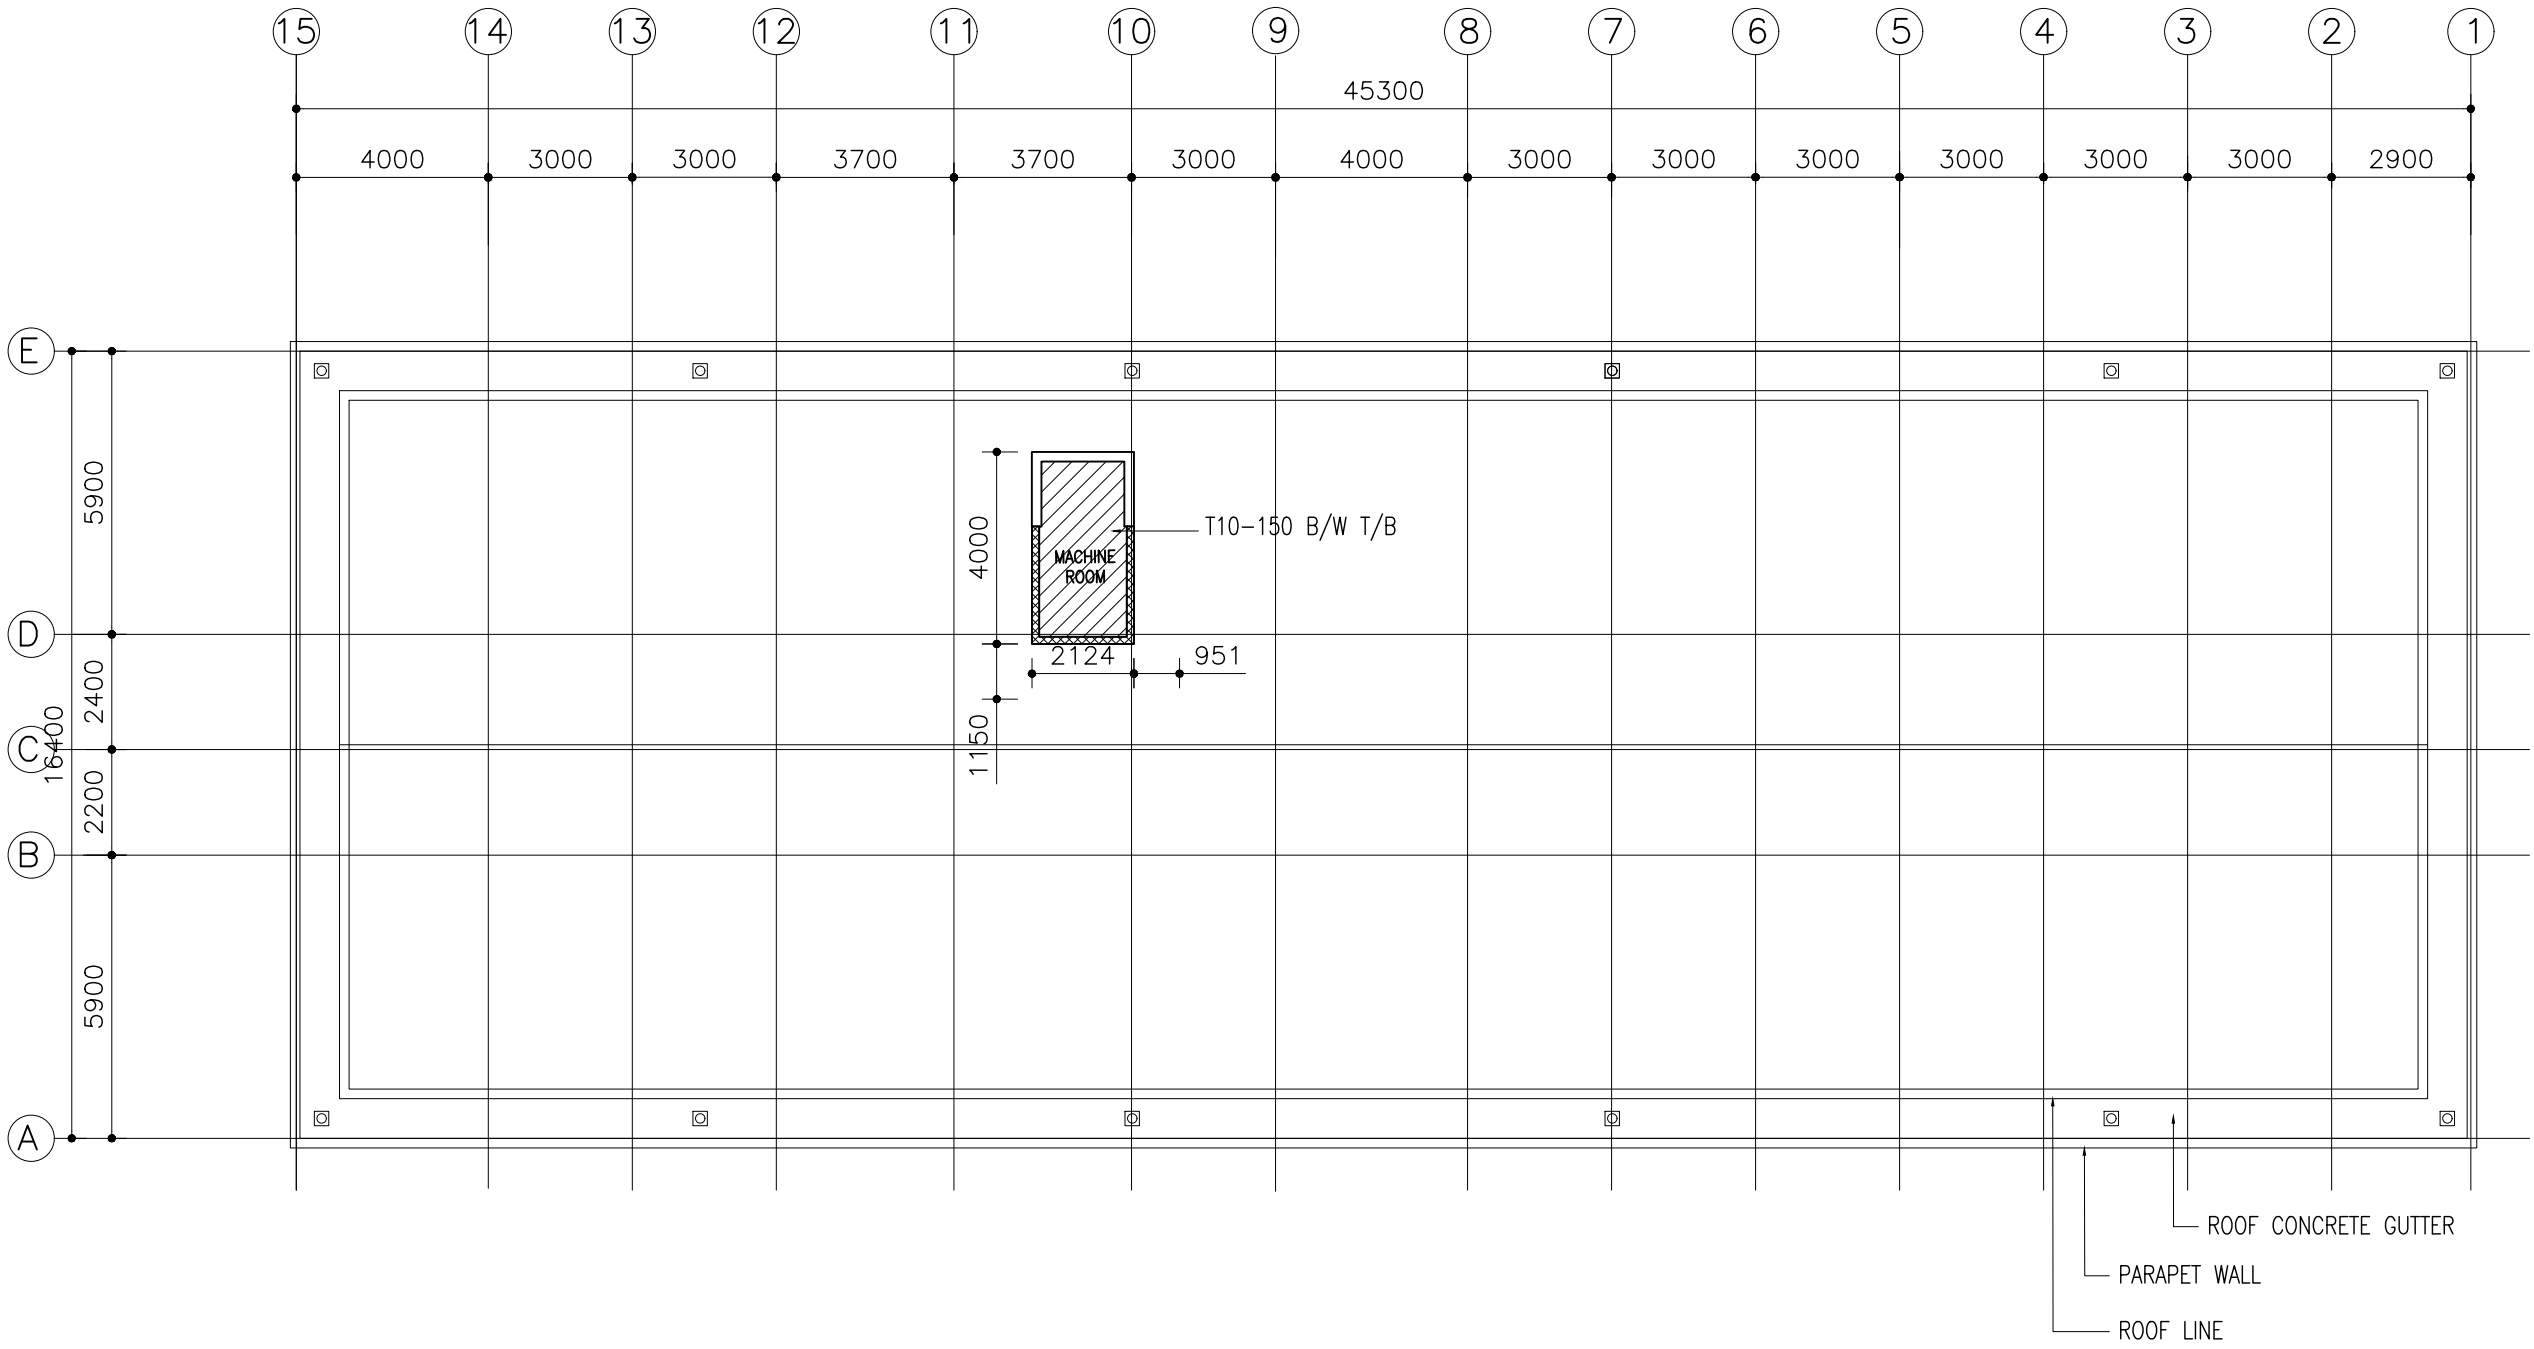 15 14 13 12 11 10 9 8 7 6 5 4 3 2 1
45300
4000 3000 3000 3700 3700 3000 4000 3000 3000 3000 3000 3000 3000 2900
E
5900
4000
T10-150 B/W T/B
MACHINE
ROOM
D
2124 951
2400
1150
C
16400
2200
B
5900
A
ROOF CONCRETE GUTTER
PARAPET WALL
ROOF LINE